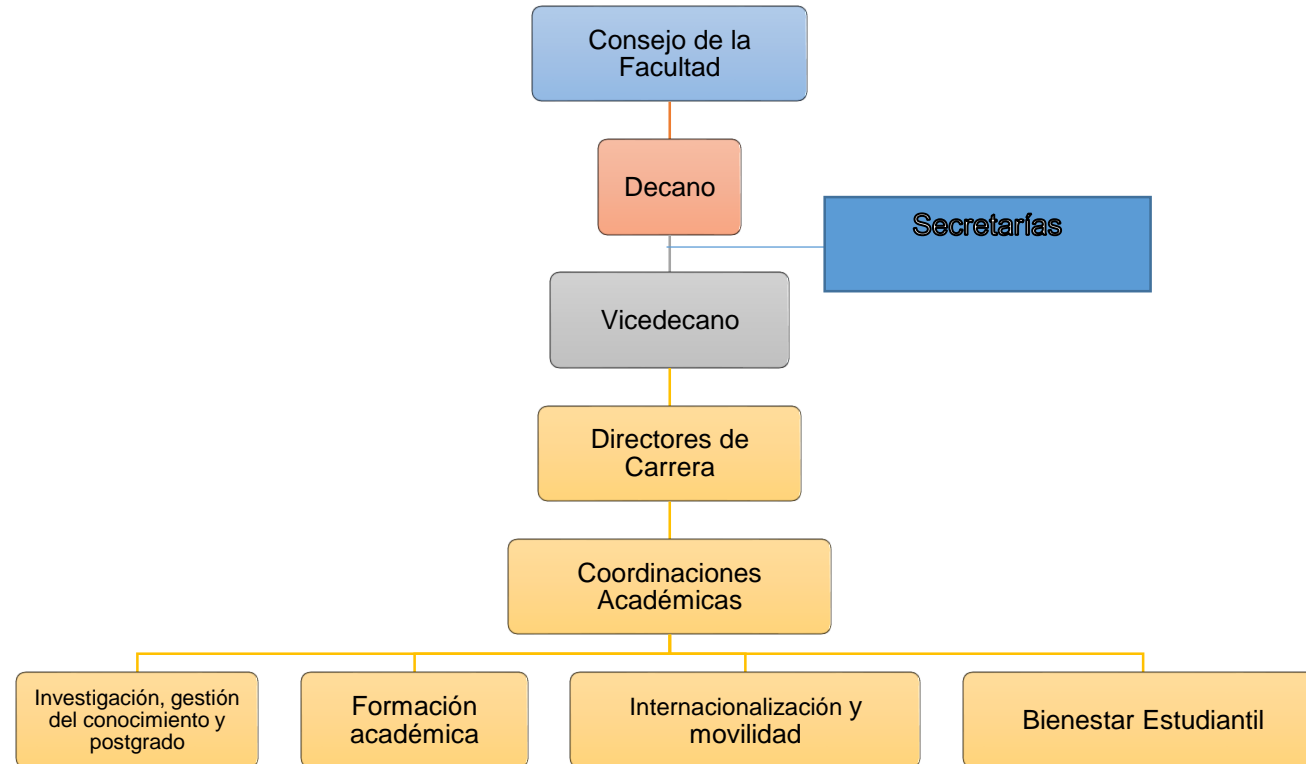 Consejo de la
Facultad
Decano
Secretarías
Vicedecano
Directores de
Carrera
Coordinaciones
Académicas
Investigación, gestión
del conocimiento y
postgrado
Formación
académica
Internacionalización y
movilidad
Bienestar Estudiantil